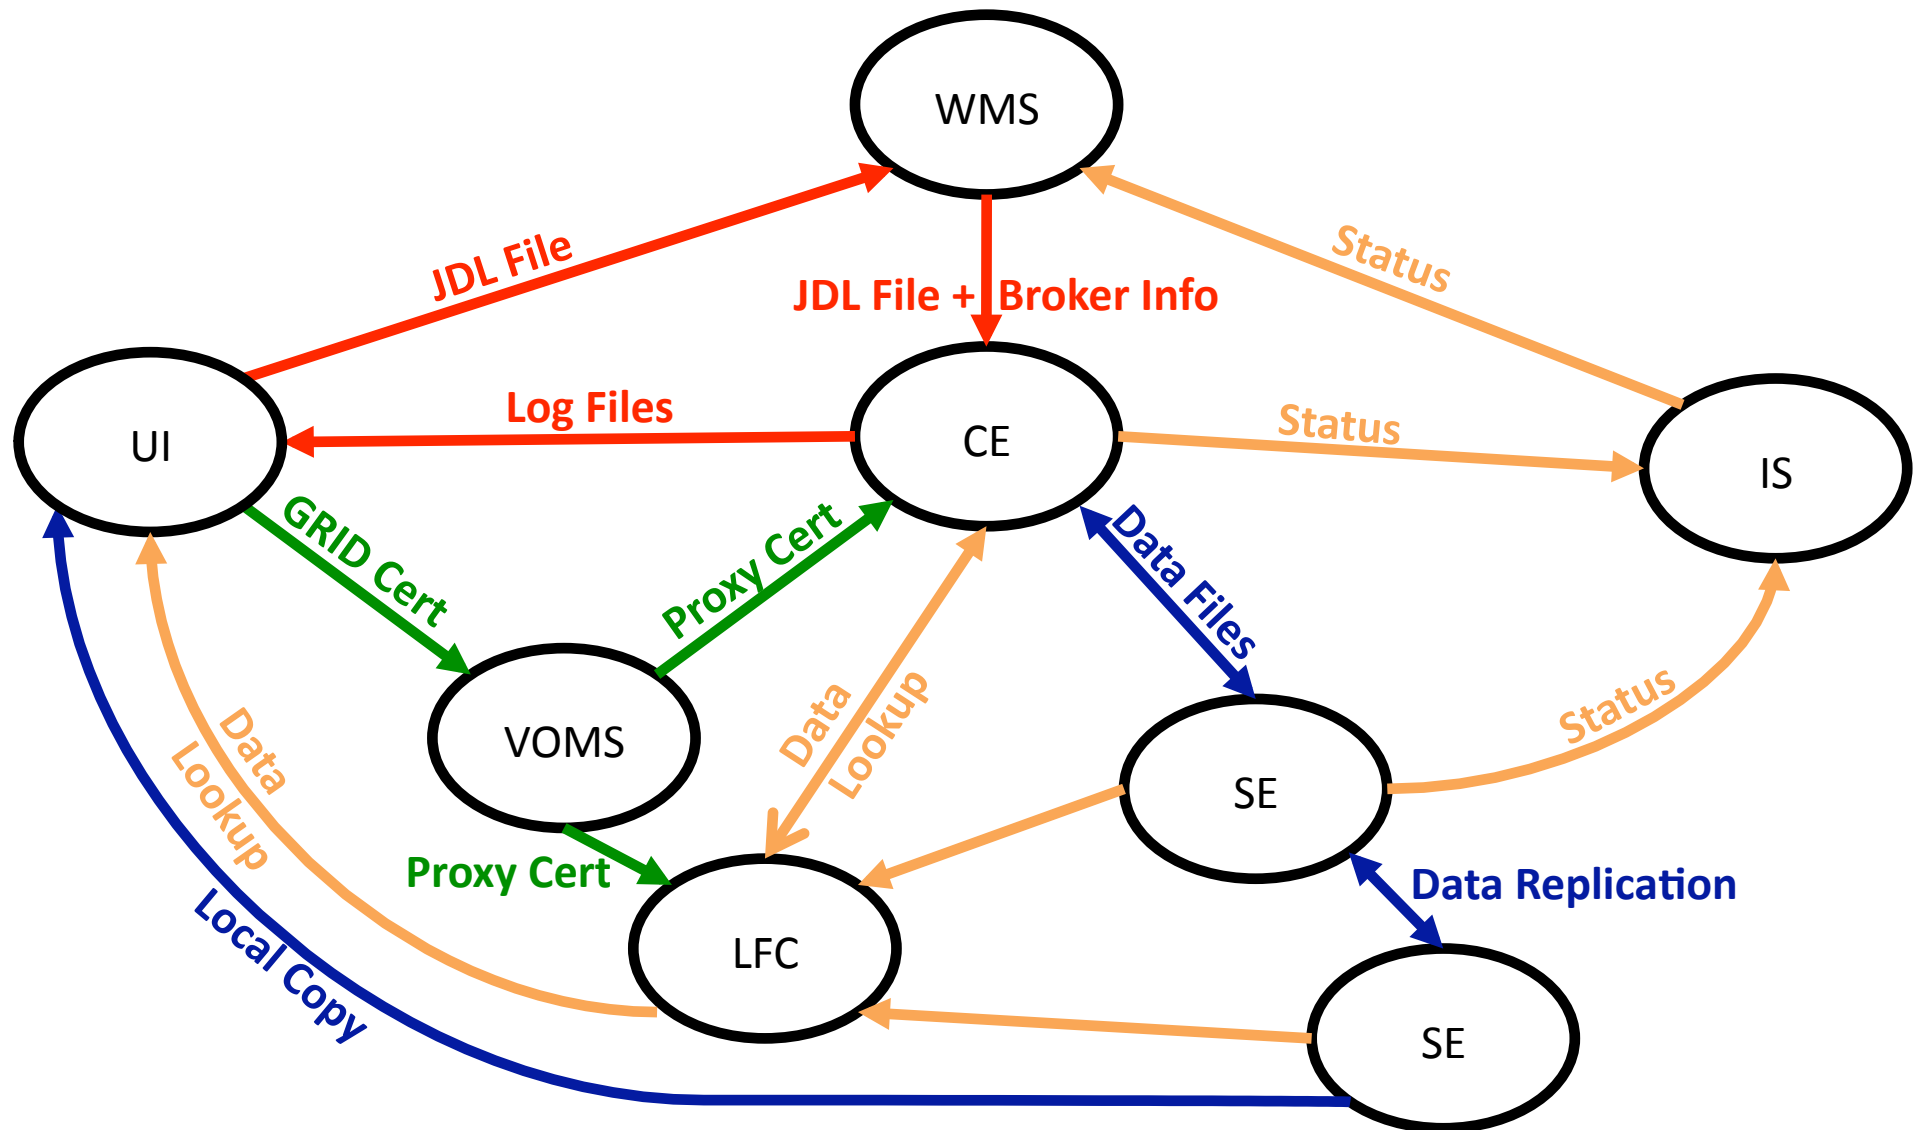 WMS
JDL File
Status
JDL File + Broker Info
UI
Log Files
CE
Status
IS
GRID Cert
Proxy Cert
Data Files
VOMS
Data
Lookup
Data
Lookup
SE
Status
Proxy Cert
Data Replication
Local Copy
LFC
SE